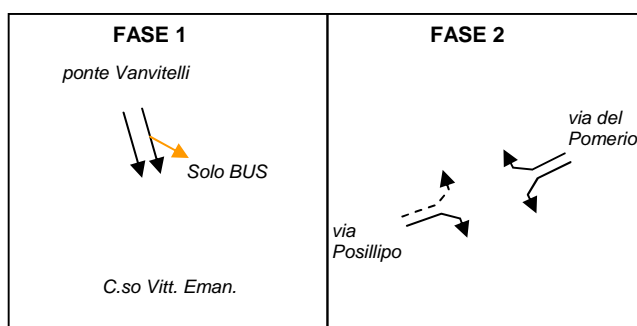 FASE 1
ponte Vanvitelli
Solo BUS
C.so Vitt. Eman.
FASE 2
via del
Pomerio
via
Posillipo